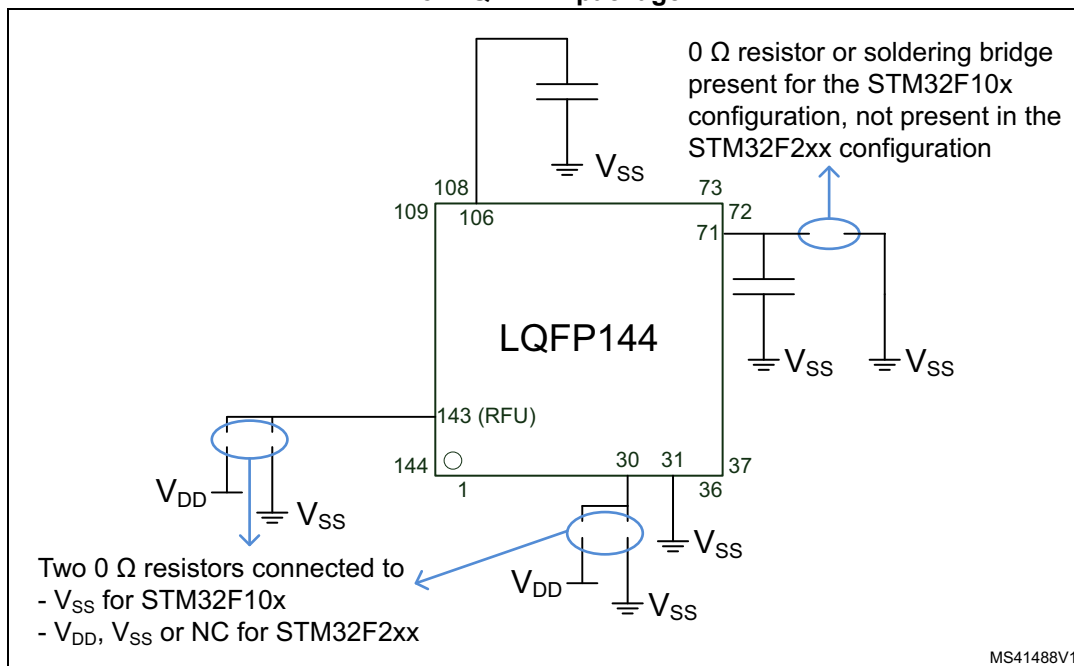 0 Ω resistor or soldering bridge
present for the STM32F10x
configuration, not present in the
STM32F2xx configuration
VSS
108
73
109
106
72
71
LQFP144
VSS
VSS
143 (RFU)
144
30
31
37
1
36
VDD
VSS
VSS
VDD
VSS
Two 0 Ω resistors connected to
- VSS for STM32F10x
- VDD, VSS or NC for STM32F2xx
MS41488V1